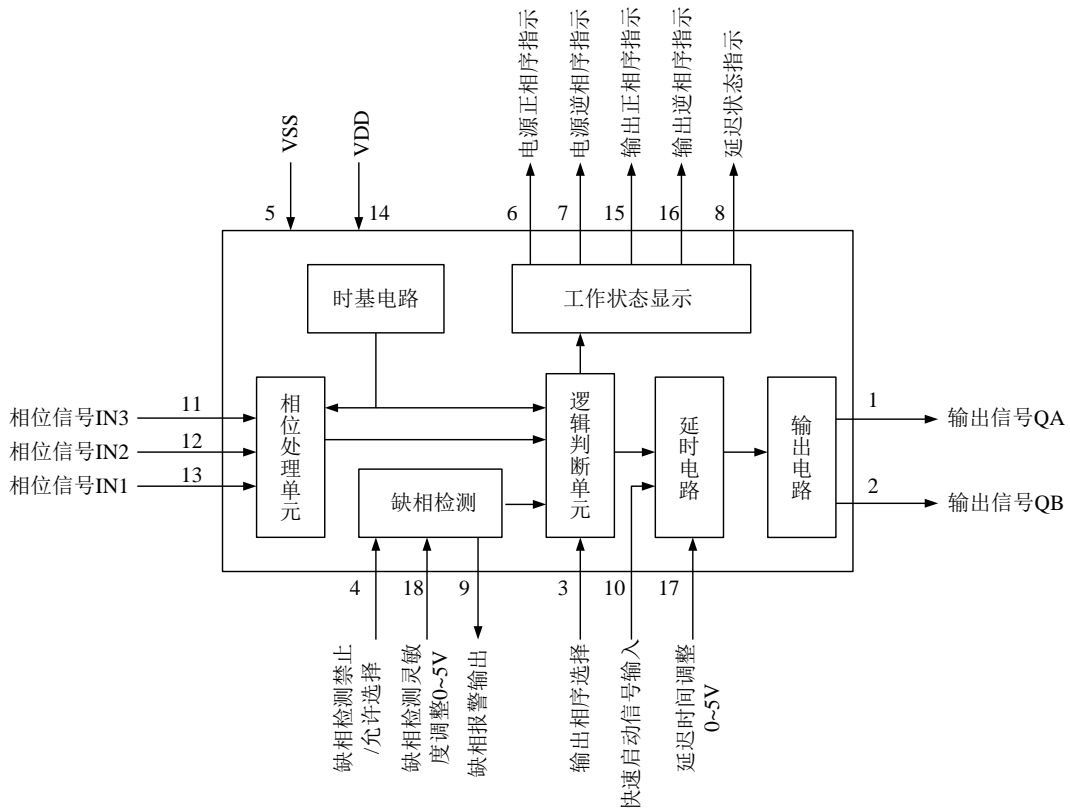 电源正相序指示
电源逆相序指示
输出正相序指示
输出逆相序指示
延迟状态指示
VSS
VDD
5
14
6
7
15
16
8
时基电路
工作状态显示
相位信号IN3
11
相位信号IN2
12
相位信号IN1
13
相位处理单元
缺相检测
逻辑判断单元
延时电路
输出电路
1
输出信号QA
2
输出信号QB
4
18
9
3
10
17
缺相检测禁止
/允许选择
缺相检测灵敏
度调整0~5V
缺相报警输出
输出相序选择
快速启动信号输入
延迟时间调整
0~5V